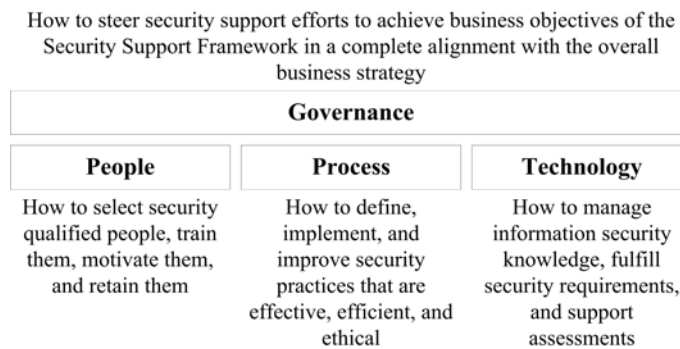 How to steer security support efforts to achieve business objectives of the
Security Support Framework in a complete alignment with the overall
business strategy
Governance
People
Process
Technology
How to select security
qualified people, train
them, motivate them,
and retain them
How to define,
implement, and
improve security
practices that are
effective, efficient, and
ethical
How to manage
information security
knowledge, fulfill
security requirements,
and support
assessments